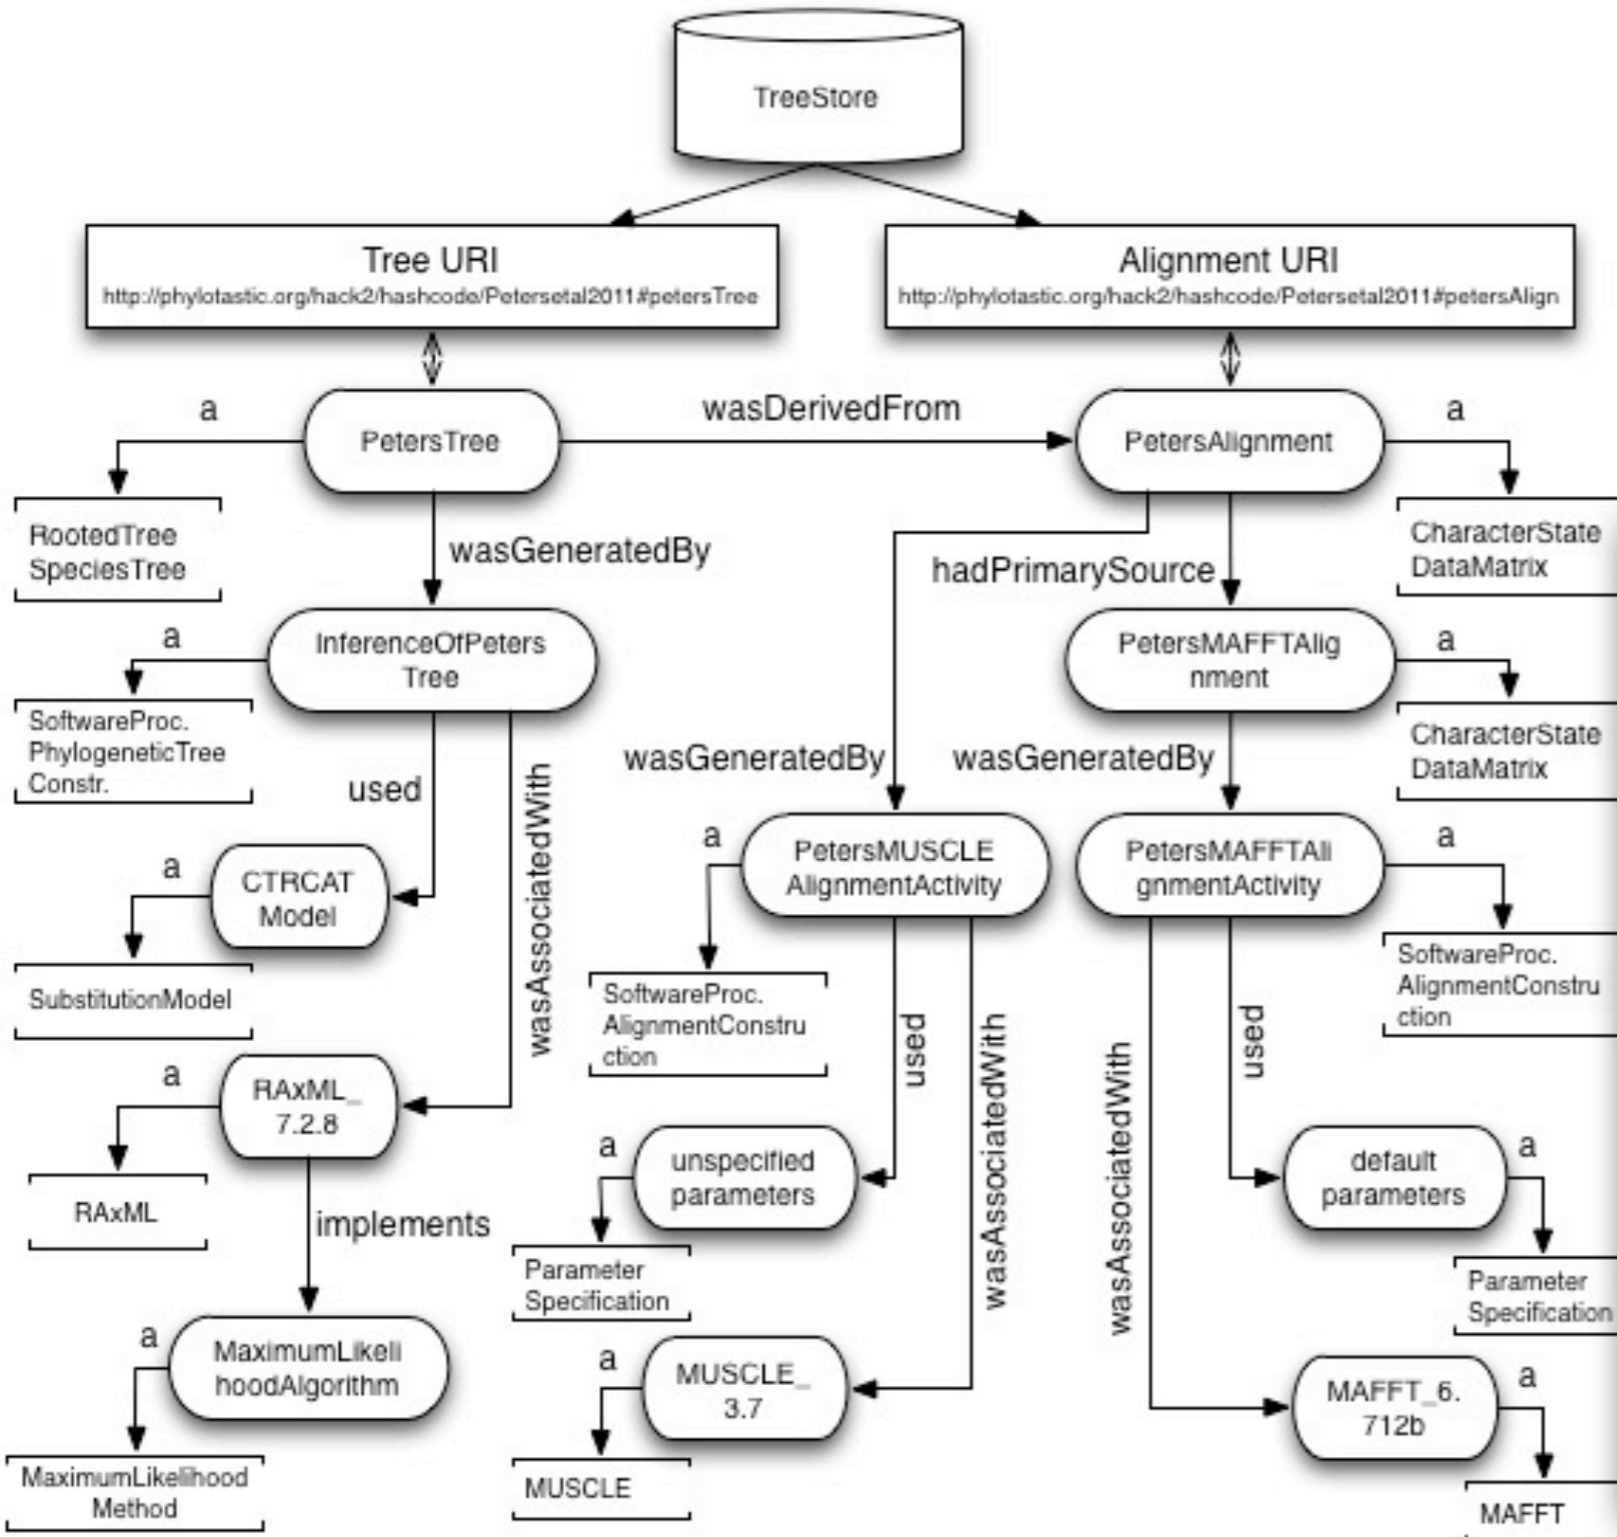 TreeStore
Tree URI
http://phylotastic.org/hack2/hashcode/Petersetal2011#petersTree
Alignment URI
http://phylotastic.org/hack2/hashcode/Petersetal2011#petersAlign
a
PetersTree
wasDerivedFrom
PetersAlignment
a
RootedTree
SpeciesTree
wasGeneratedBy
hadPrimarySource
CharacterState
DataMatrix
a
InferenceOfPeters
Tree
PetersMAFFTAlig
nment
a
SoftwareProc.
PhylogeneticTree
Constr.
used
wasAssociatedWith
wasGeneratedBy
wasGeneratedBy
CharacterState
DataMatrix
a
CTRCAT
Model
a
PetersMUSCLE
AlignmentActivity
PetersMAFFTAli
gnmentActivity
a
SubstitutionModel
SoftwareProc.
AlignmentConstru
ction
used
wasAssociatedWith
wasAssociatedWith
used
SoftwareProc.
AlignmentConstru
ction
a
RAxML_
7.2.8
RAxML
implements
a
unspecified
parameters
default
parameters
a
Parameter
Specification
Parameter
Specification
a
MaximumLikeli
hoodAlgorithm
a
MUSCLE_
3.7
MAFFT_6.
712b
a
MaximumLikelihood
Method
MUSCLE
MAFFT